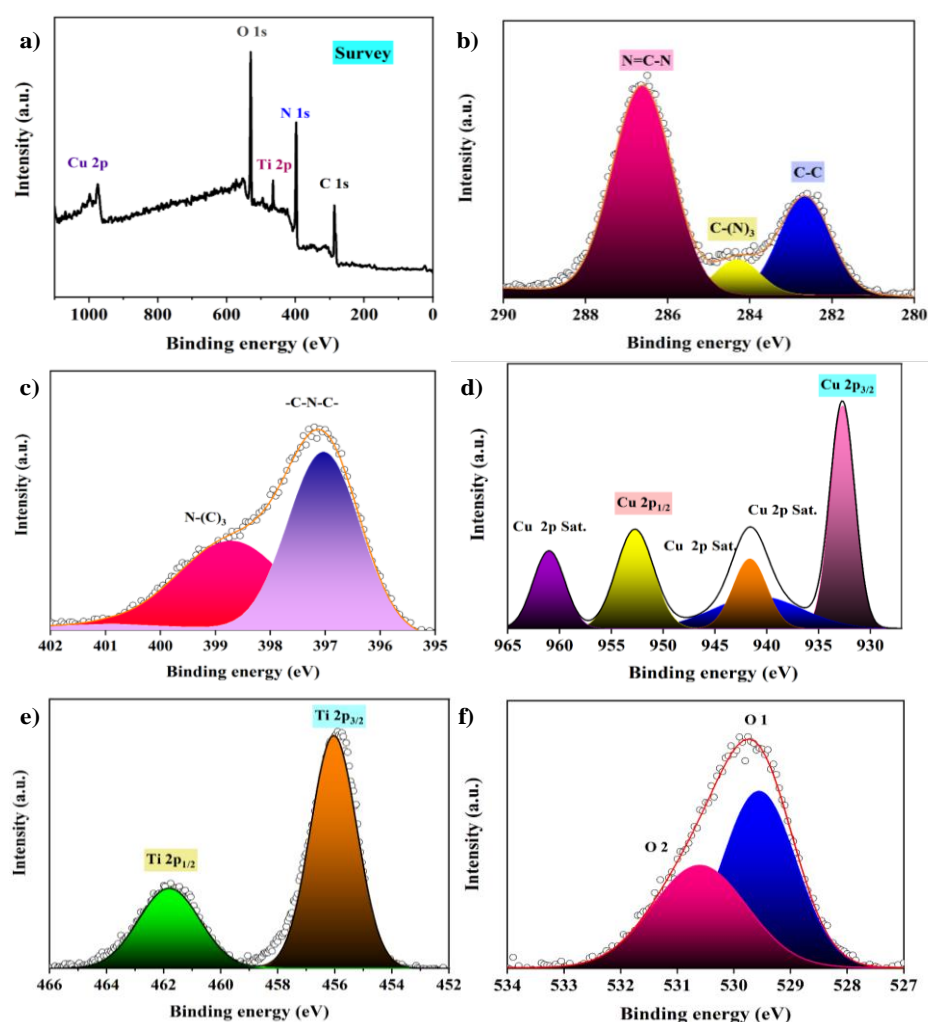 a)
O 1s
Survey
N 1s
Ti 2p
Cu 2p
C 1s
Intensity (a.u.)
1000 800 600 400 200 0
Binding energy (eV)
b)
N=C-N
C-C
C-(N)₃
Intensity (a.u.)
290 288 286 284 282 280
Binding energy (eV)
c)
-C-N-C-
N-(C)₃
Intensity (a.u.)
402 401 400 399 398 397 396 395
Binding energy (eV)
d)
Cu 2p₃/₂
Cu 2p₁/₂
Cu 2p Sat.
Cu 2p Sat.
Cu 2p Sat.
Intensity (a.u.)
965 960 955 950 945 940 935 930
Binding energy (eV)
e)
Ti 2p₃/₂
Ti 2p₁/₂
Intensity (a.u.)
466 464 462 460 458 456 454 452
Binding energy (eV)
f)
O 1
O 2
Intensity (a.u.)
534 533 532 531 530 529 528 527
Binding energy (eV)